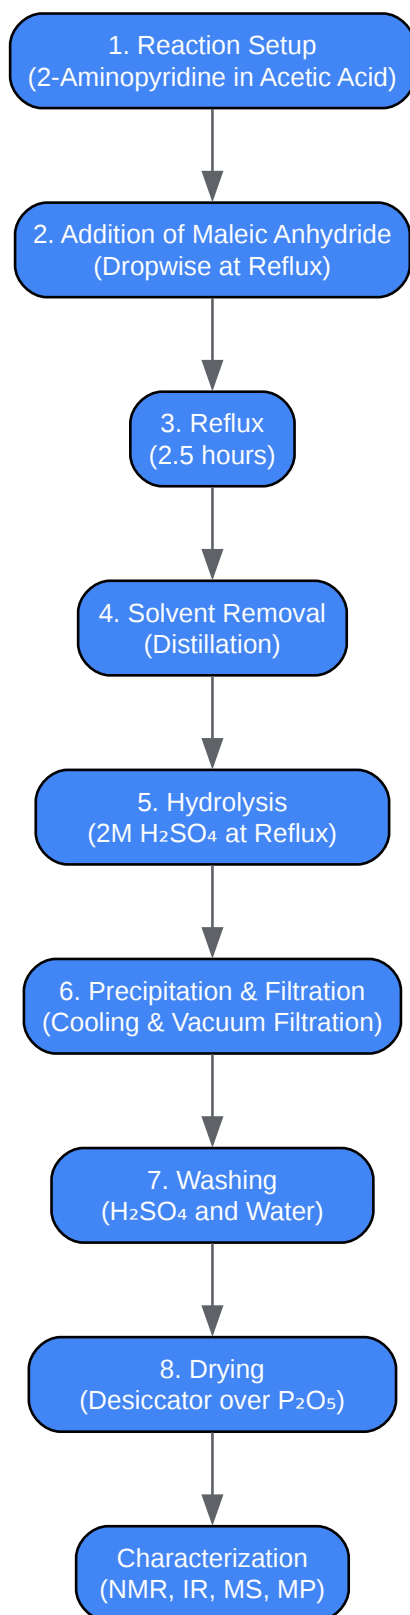 1. Reaction Setup
(2-Aminopyridine in Acetic Acid)
2. Addition of Maleic Anhydride
(Dropwise at Reflux)
3. Reflux
(2.5 hours)
4. Solvent Removal
(Distillation)
5. Hydrolysis
(2M H₂SO₄ at Reflux)
6. Precipitation & Filtration
(Cooling & Vacuum Filtration)
7. Washing
(H₂SO₄ and Water)
8. Drying
(Desiccator over P₂O₅)
Characterization
(NMR, IR, MS, MP)